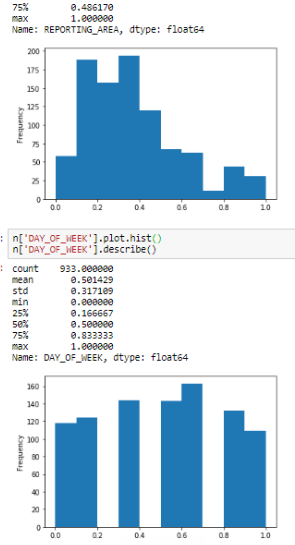 75% 0.486170
max 1.000000
Name: REPORTING_AREA, dtype: float64
200
175
150
125
100
75
50
25
0
Frequency
0.0 0.2 0.4 0.6 0.8 1.0
: n['DAY_OF_WEEK'].plot.hist()
n['DAY_OF_WEEK'].describe()
: count 933.000000
mean 0.501429
std 0.317109
min 0.000000
25% 0.166667
50% 0.500000
75% 0.833333
max 1.000000
Name: DAY_OF_WEEK, dtype: float64
160
140
120
100
80
60
40
20
0
Frequency
0.0 0.2 0.4 0.6 0.8 1.0